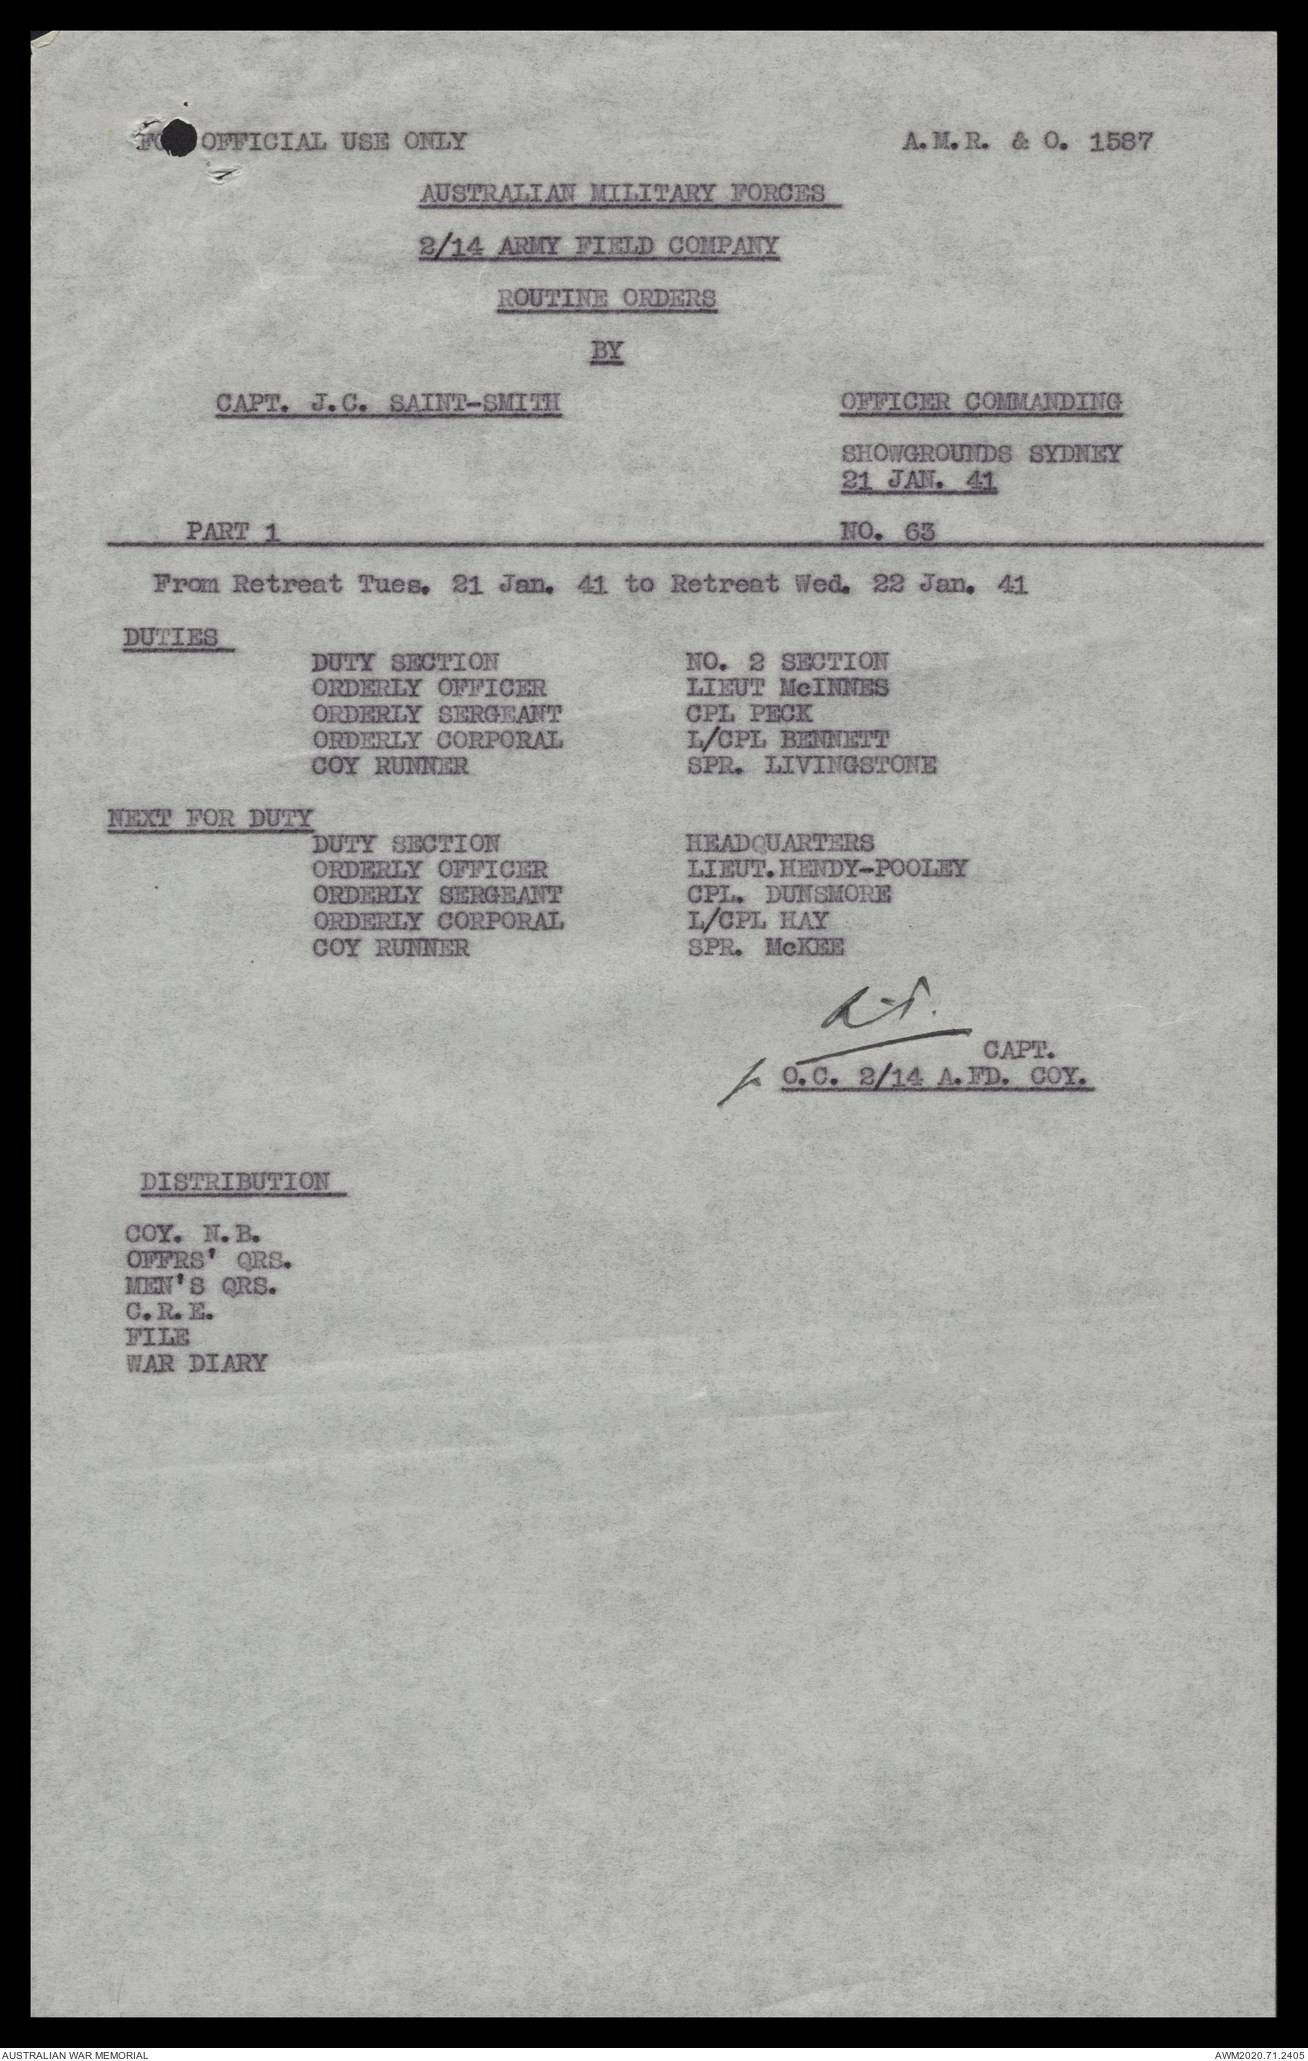 FOR OFFICIAL USE ONLY A.M.R. & O. 1587
AUSTRALIAN MILITARY FORCES
2/14 ARMY FIELD COMPANY
ROUTINE ORDERS
BY
CAPT. J.C. SAINT-SMITH OFFICER COMMANDING
SHOWGROUNDS SYDNEY
21 JAN. 41
PART 1 NO. 63
From Retreat Tues. 21 Jan. 41 to Retreat Wed. 22 Jan. 41
DUTIES
DUTY SECTION NO. 2 SECTION
ORDERLY OFFICER LIEUT McINNES
ORDERLY SERGEANT CPL PECK
ORDERLY CORPORAL L/CPL BENNETT
COY RUNNER SPR. LIVINGSTONE
NEXT FOR DUTY
DUTY SECTION HEADQUARTERS
ORDERLY OFFICER LIEUT.HENDY-POOLEY
ORDERLY SERGEANT CPL. DUNSMORE
ORDERLY CORPORAL L/CPL HAY
COY RUNNER SPR. McKEE
CAPT.
O.C. 2/14 A.FD. COY.
DISTRIBUTION
COY. N.B.
OFFRS' QRS.
MEN'S QRS.
C.R.E.
FILE
WAR DIARY
AUSTRALIAN WAR MEMORIAL AWM2020.71.2405